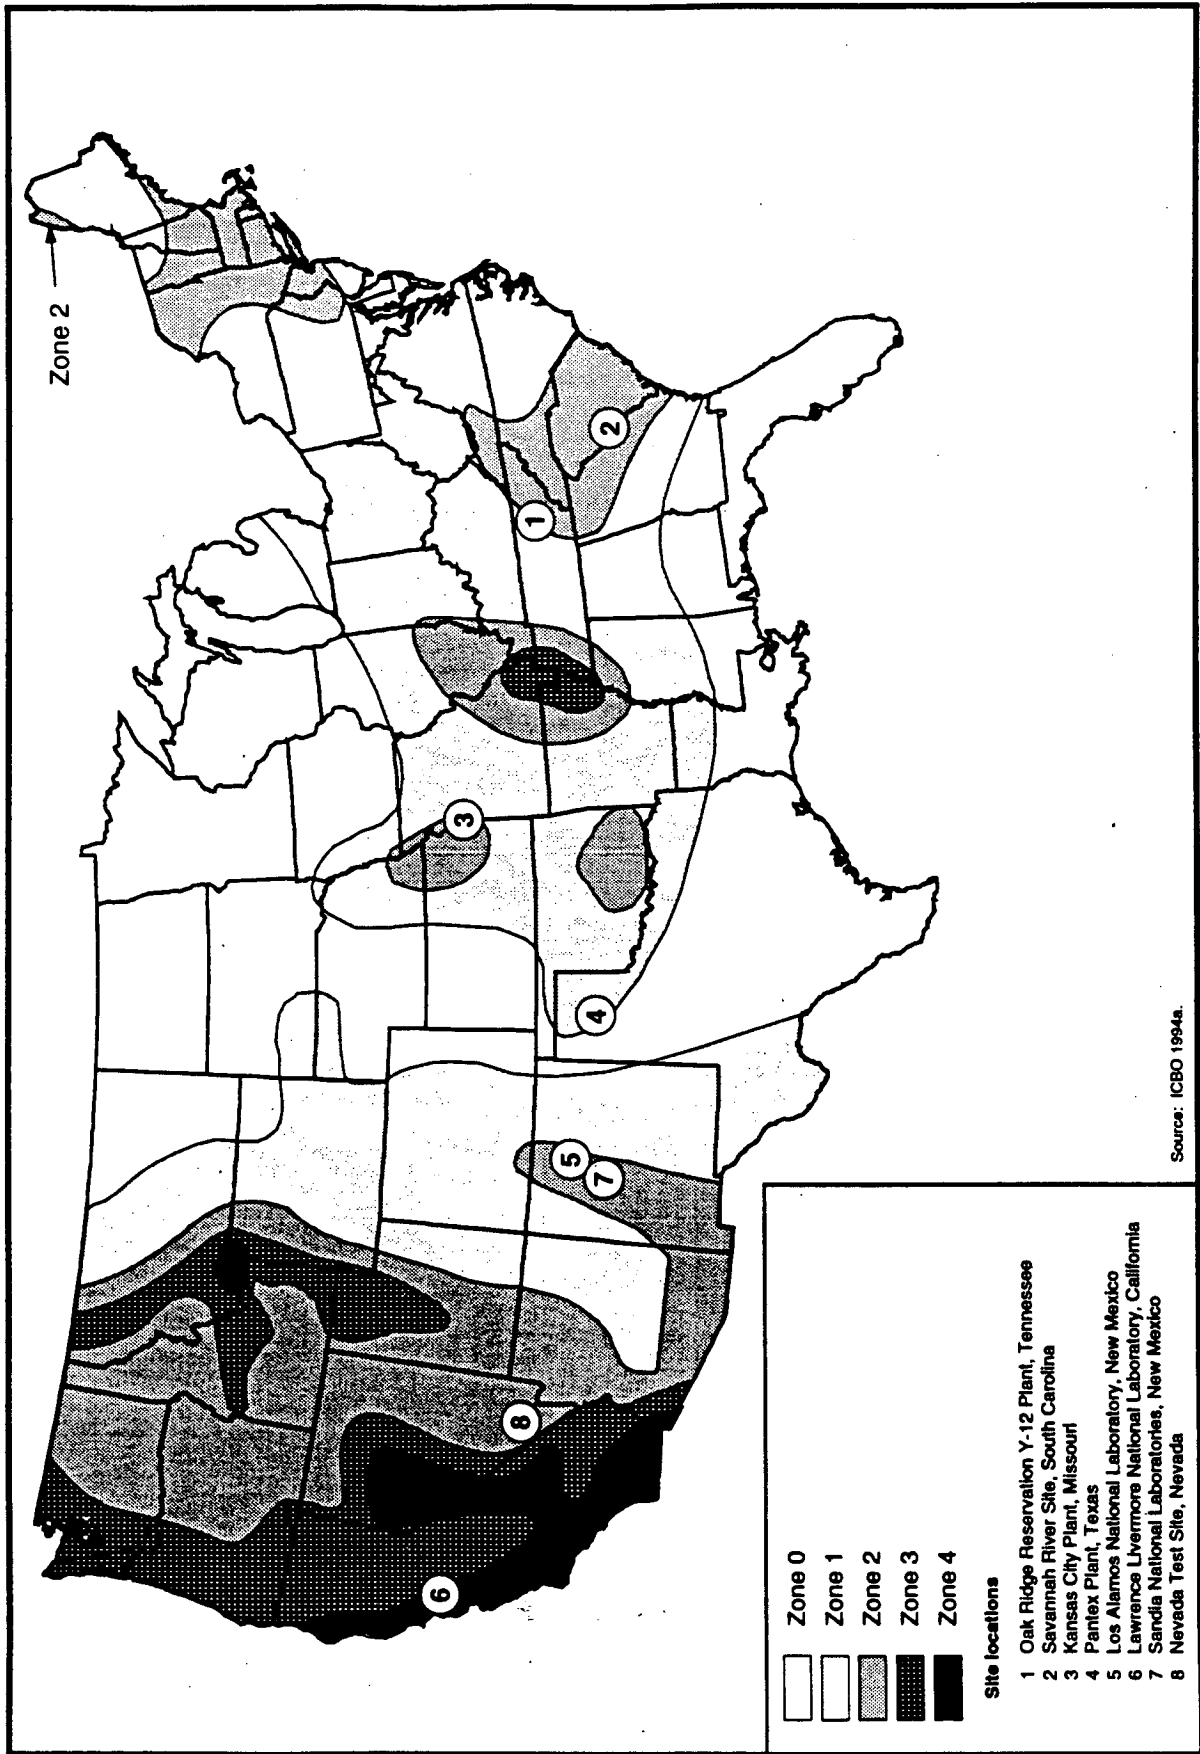 Zone 2
1
2
3
4
5
7
8
6
Zone 0
Zone 1
Zone 2
Zone 3
Zone 4
Site locations
1 Oak Ridge Reservation Y-12 Plant, Tennessee
2 Savannah River Site, South Carolina
3 Kansas City Plant, Missouri
4 Pantex Plant, Texas
5 Los Alamos National Laboratory, New Mexico
6 Lawrence Livermore National Laboratory, California
7 Sandia National Laboratories, New Mexico
8 Nevada Test Site, Nevada
Source: ICBO 1994a.